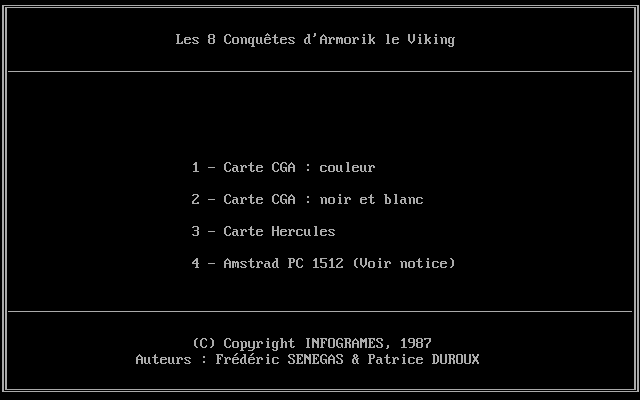 Les 8 Conquêtes d'Armorik le Viking
1 - Carte CGA : couleur
2 - Carte CGA : noir et blanc
3 - Carte Hercules
4 - Amstrad PC 1512 (Voir notice)
(C) Copyright INFOGRAMES, 1987
Auteurs : Frédéric SENEGAS & Patrice DUROUX